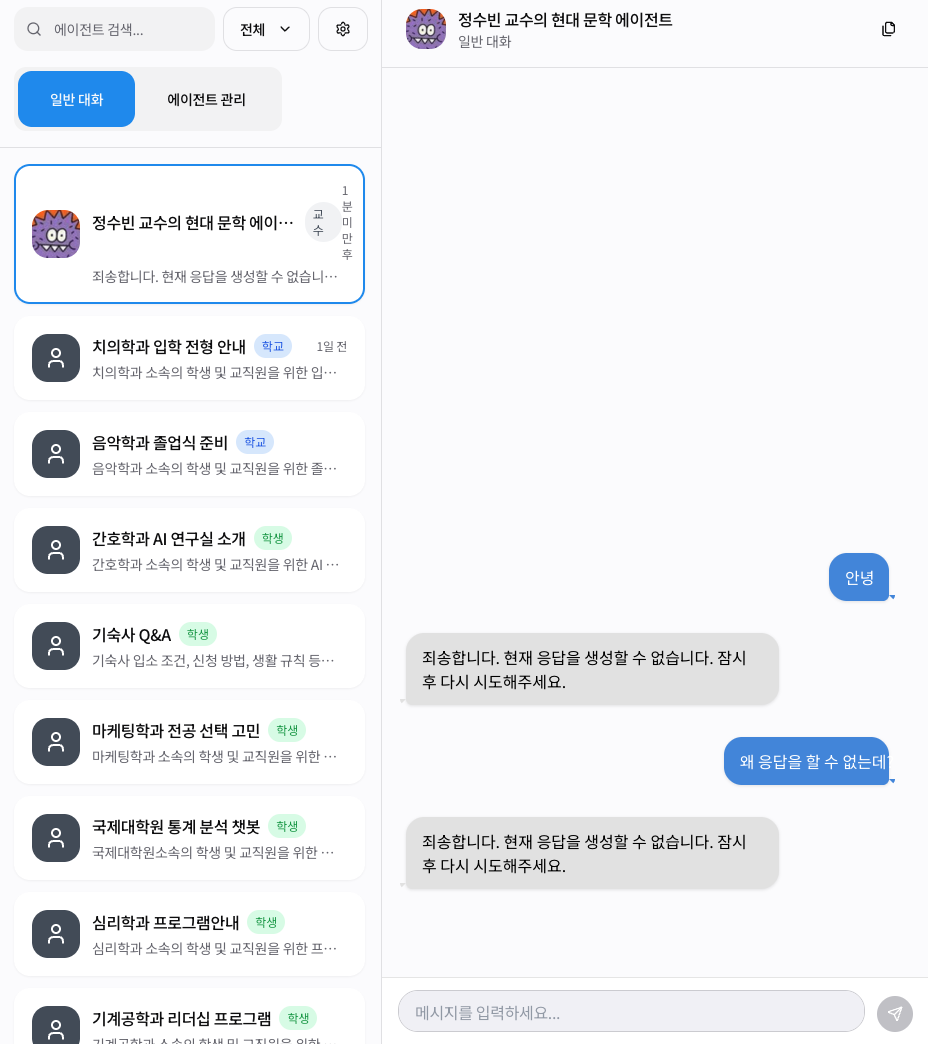 에이전트 검색...
전체
일반 대화
에이전트 관리
정수빈 교수의 현대 문학 에이…
교
수
1
분
미
만
후
죄송합니다. 현재 응답을 생성할 수 없습니…
치의학과 입학 전형 안내
학교
1일 전
치의학과 소속의 학생 및 교직원을 위한 입…
음악학과 졸업식 준비
학교
음악학과 소속의 학생 및 교직원을 위한 졸…
간호학과 AI 연구실 소개
학생
간호학과 소속의 학생 및 교직원을 위한 AI …
기숙사 Q&A
학생
기숙사 입소 조건, 신청 방법, 생활 규칙 등…
마케팅학과 전공 선택 고민
학생
마케팅학과 소속의 학생 및 교직원을 위한 …
국제대학원 통계 분석 챗봇
학생
국제대학원소속의 학생 및 교직원을 위한 …
심리학과 프로그램안내
학생
심리학과 소속의 학생 및 교직원을 위한 프…
기계공학과 리더십 프로그램
학생
기계공학과 소속의 학생 및 교직원을 위한 …
정수빈 교수의 현대 문학 에이전트
일반 대화
안녕
죄송합니다. 현재 응답을 생성할 수 없습니다. 잠시
후 다시 시도해주세요.
왜 응답을 할 수 없는데?
죄송합니다. 현재 응답을 생성할 수 없습니다. 잠시
후 다시 시도해주세요.
메시지를 입력하세요...